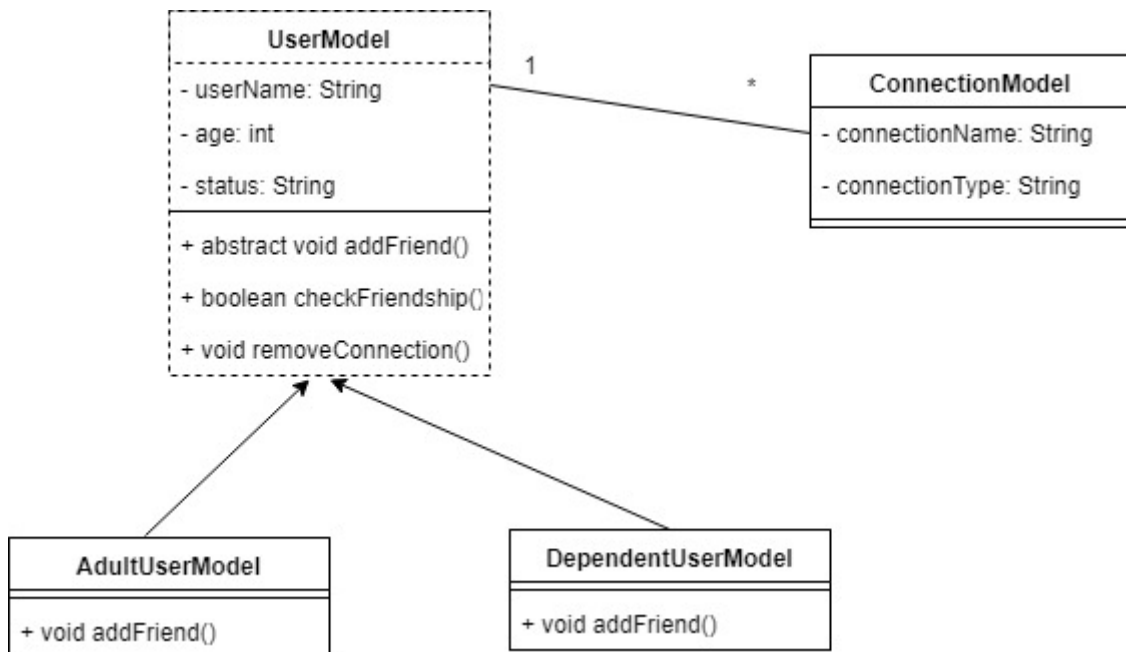 UserModel
- userName: String
- age: int
- status: String
+ abstract void addFriend()
+ boolean checkFriendship()
+ void removeConnection()
1
*
ConnectionModel
- connectionName: String
- connectionType: String
AdultUserModel
+ void addFriend()
DependentUserModel
+ void addFriend()